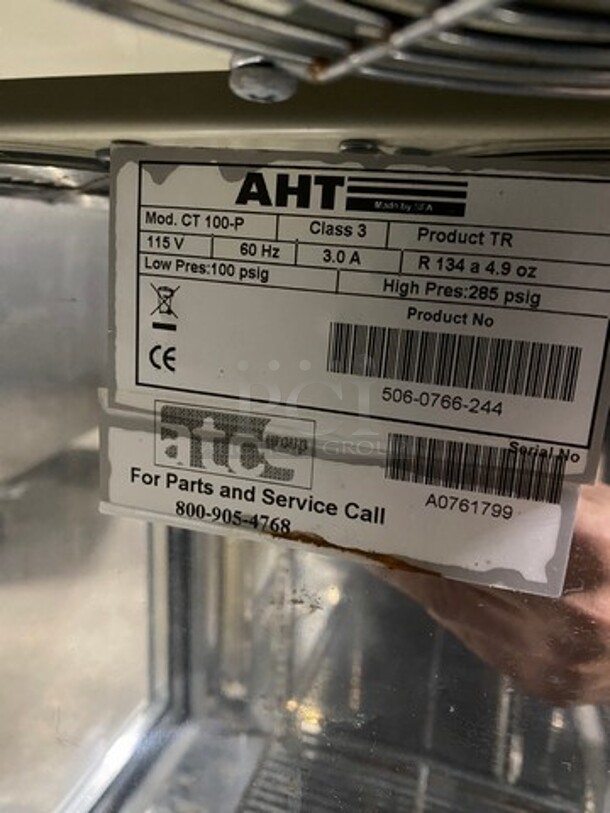 AHT
Made by SFA
Mod. CT 100-P
Class 3
Product TR
115 V
60 Hz
3.0 A
R 134 a 4.9 oz
Low Pres:100 psig
High Pres:285 psig
Product No
CE
506-0766-244
atc group
Serial No
For Parts and Service Call
800-905-4768
A0761799